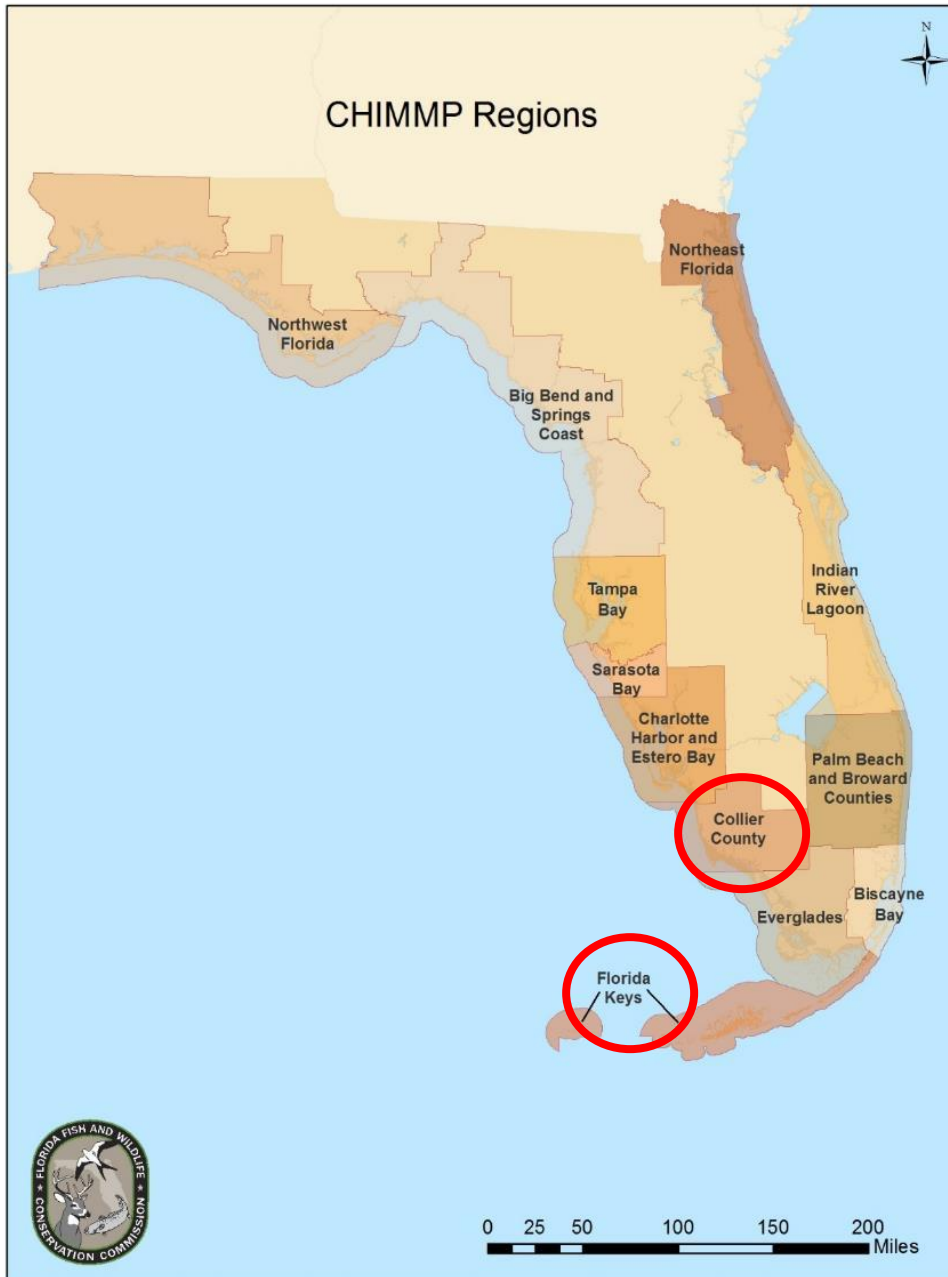 N
CHIMMP Regions
Northeast
Florida
Northwest
Florida
Big Bend and
Springs
Coast
Tampa
Bay
Indian
River
Lagoon
Sarasota
Bay
Charlotte
Harbor and
Estero Bay
Palm Beach
and Broward
Counties
Collier
County
Biscayne
Bay
Everglades
Florida
Keys
FLORIDA FISH AND WILDLIFE
CONSERVATION COMMISSION
0 25 50 100 150 200
Miles